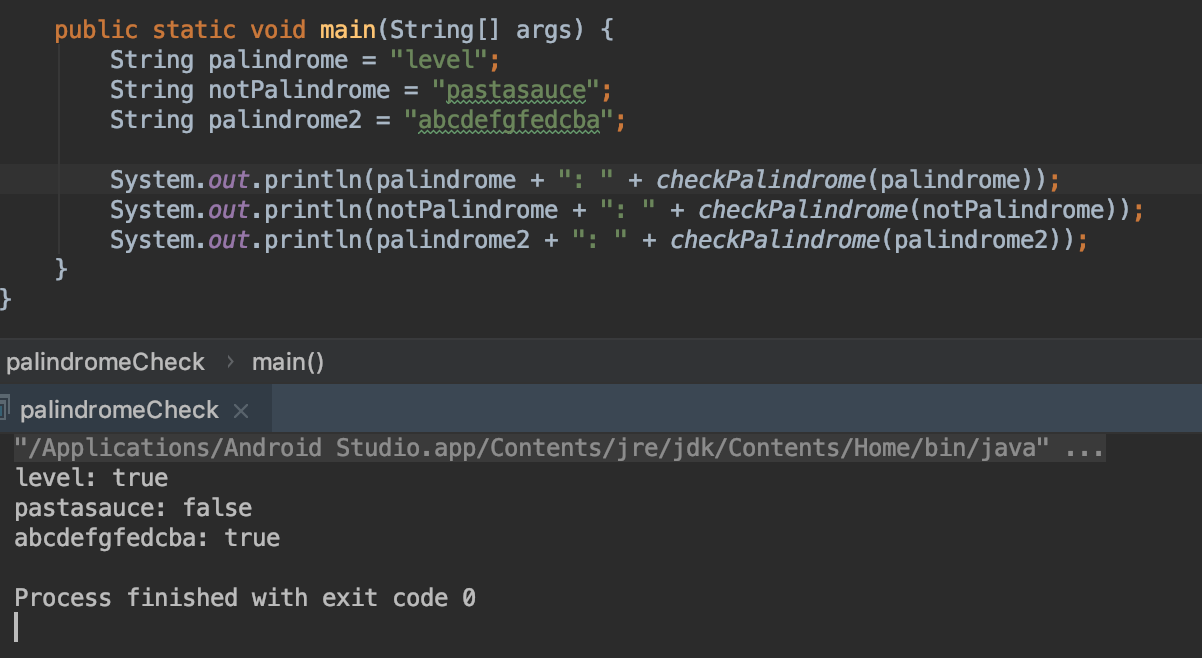 public static void main(String[] args) {
String palindrome = "level";
String notPalindrome = "pastasauce";
String palindrome2 = "abcdefgfedcba";
System.out.println(palindrome + ": " + checkPalindrome(palindrome));
System.out.println(notPalindrome + ": " + checkPalindrome(notPalindrome));
System.out.println(palindrome2 + ": " + checkPalindrome(palindrome2));
}
}
palindromeCheck › main()
palindromeCheck ×
"/Applications/Android Studio.app/Contents/jre/jdk/Contents/Home/bin/java" ...
level: true
pastasauce: false
abcdefgfedcba: true
Process finished with exit code 0